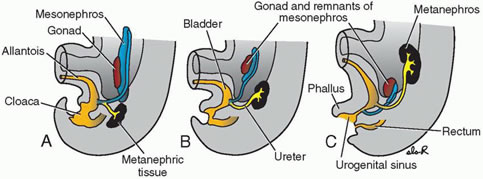 Mesonephros
Gonad
Allantois
Cloaca
A
Metanephric
tissue
Bladder
B
Ureter
Gonad and remnants of
mesonephros
Metanephros
Phallus
C
Rectum
Urogenital sinus